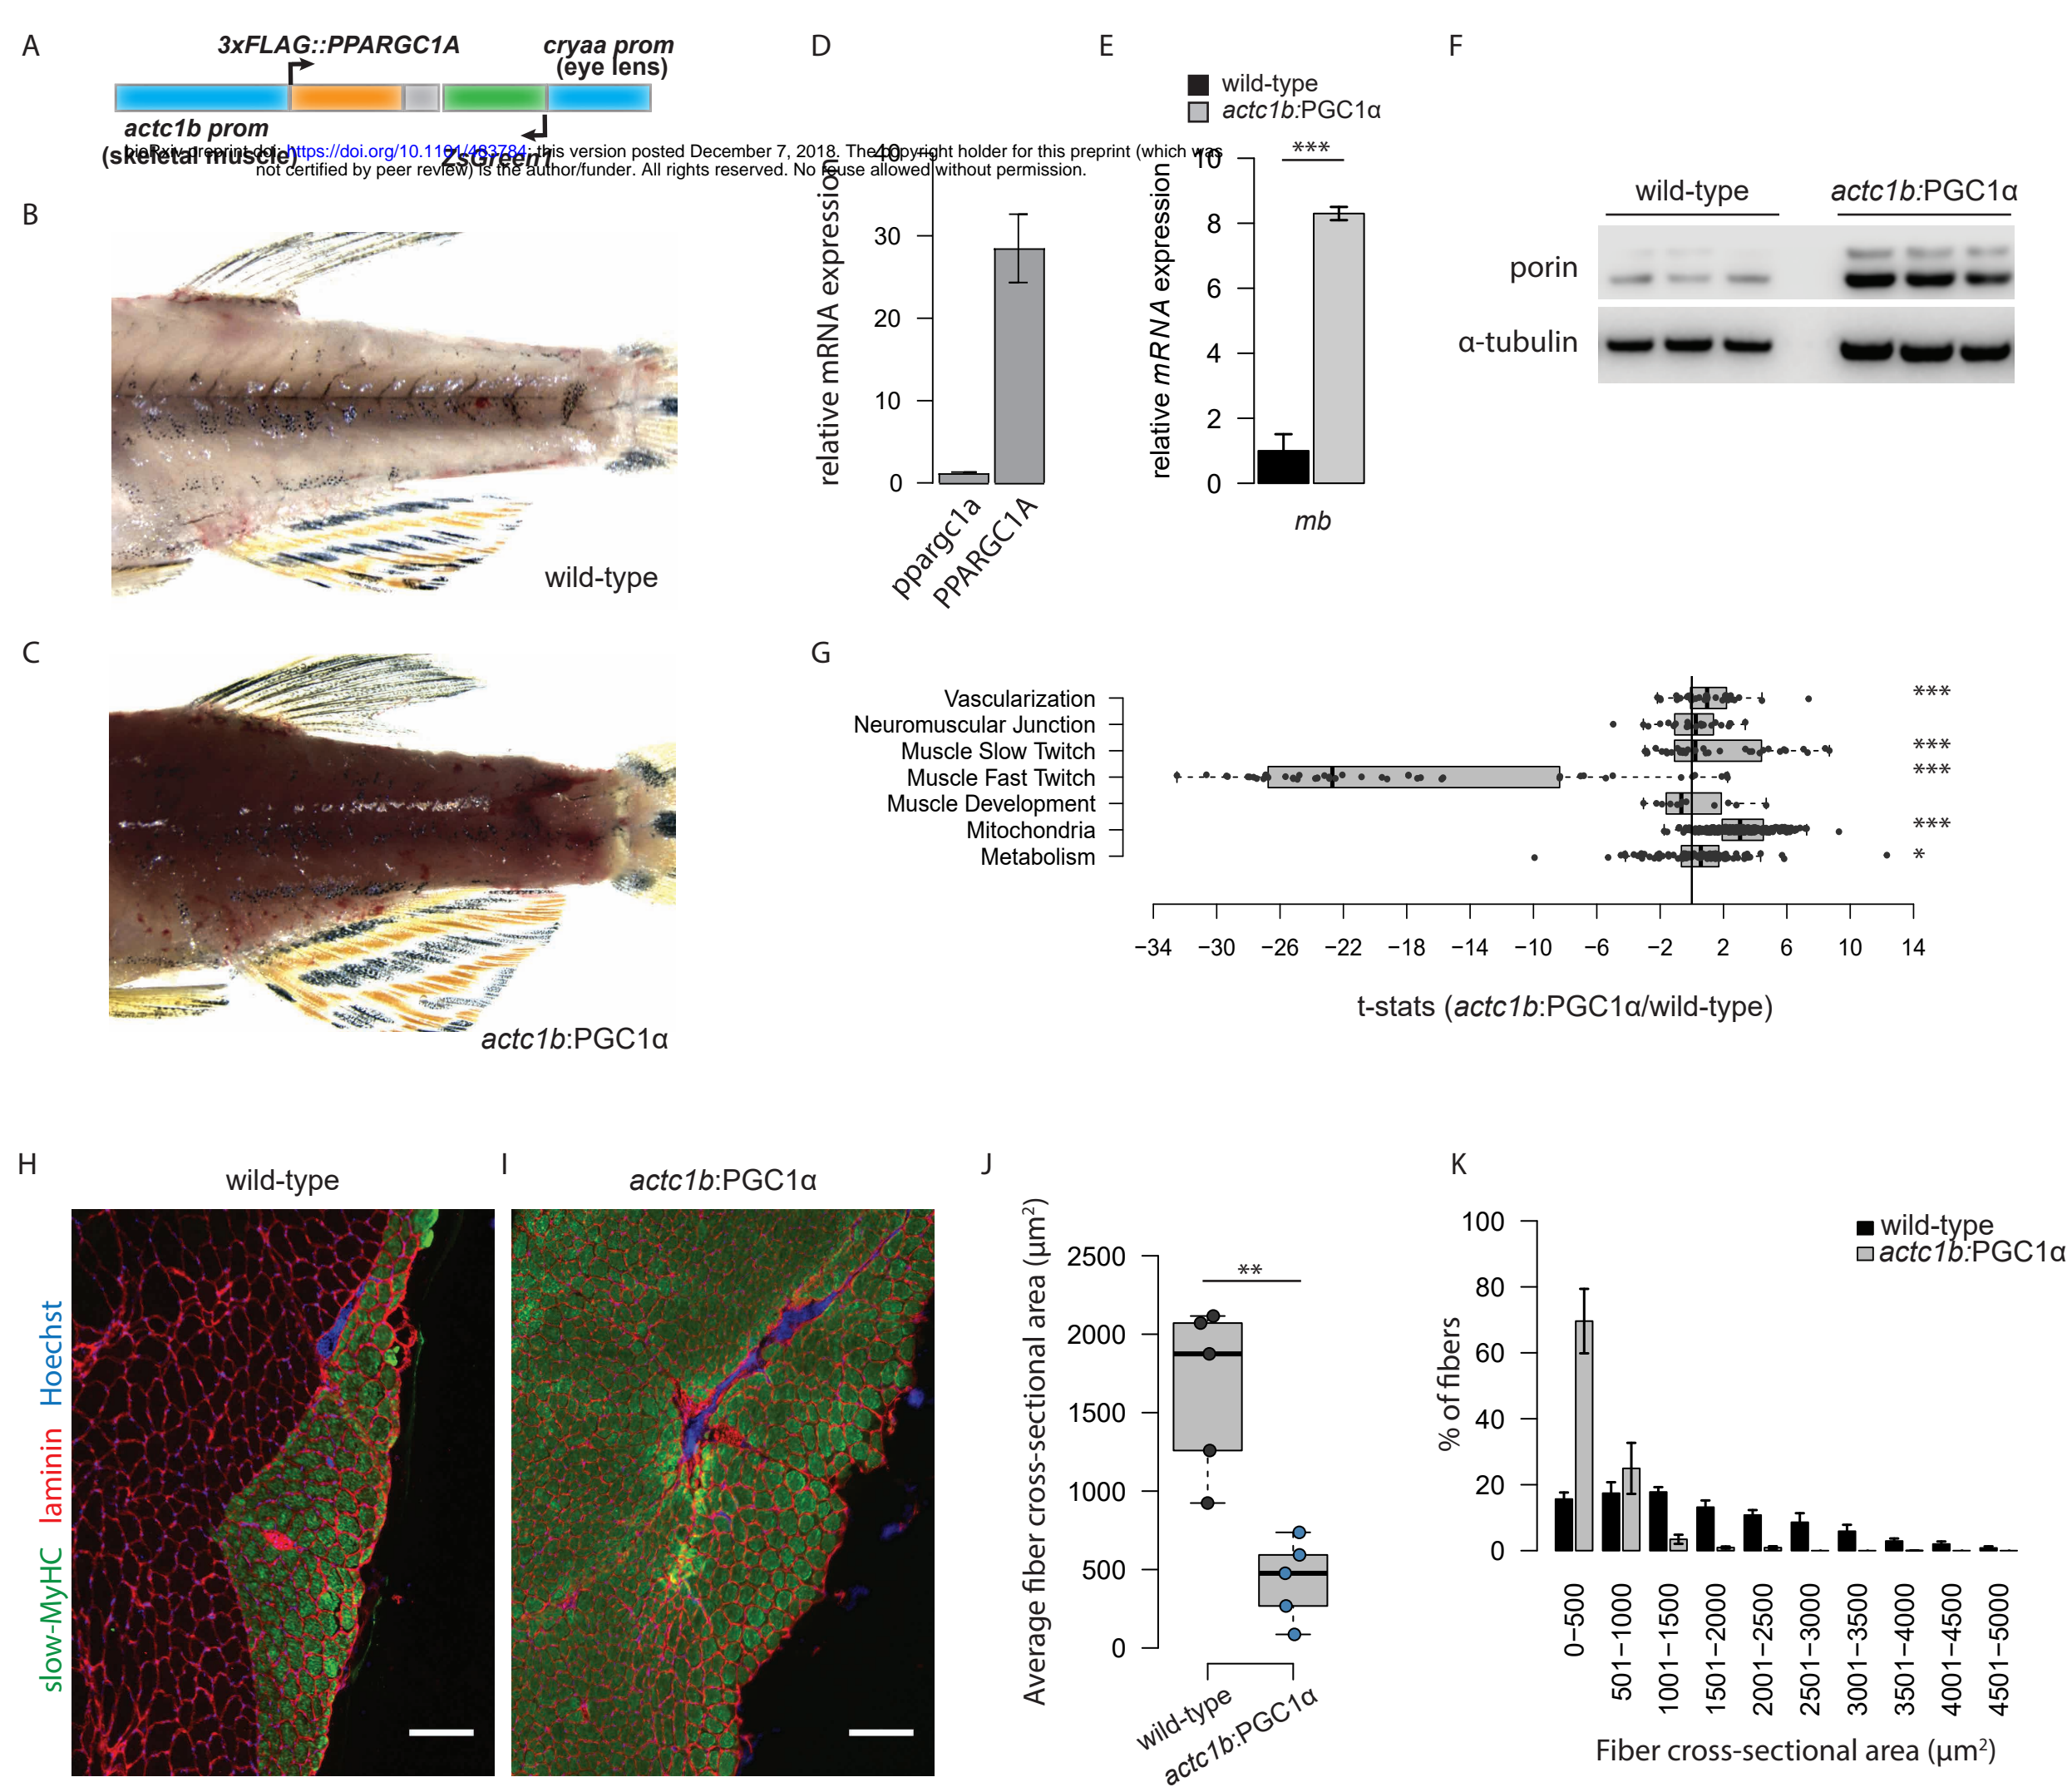 A
3xFLAG::PPARGC1A
cryaa prom
(eye lens)
actc1b prom
(skeletal muscle)
ZsGreen1
bioRxiv preprint doi: https://doi.org/10.1101/483784; this version posted December 7, 2018. The copyright holder for this preprint (which was
not certified by peer review) is the author/funder. All rights reserved. No reuse allowed without permission.
B
wild-type
C
actc1b:PGC1α
D
relative mRNA expression
40
30
20
10
0
ppargc1a
PPARGC1A
E
wild-type
actc1b:PGC1α
relative mRNA expression
10
8
6
4
2
0
***
mb
F
wild-type
actc1b:PGC1α
porin
α-tubulin
G
Vascularization ***
Neuromuscular Junction
Muscle Slow Twitch ***
Muscle Fast Twitch ***
Muscle Development
Mitochondria ***
Metabolism *
−34 −30 −26 −22 −18 −14 −10 −6 −2 2 6 10 14
t-stats (actc1b:PGC1α/wild-type)
H
wild-type
slow-MyHC laminin Hoechst
I
actc1b:PGC1α
J
Average fiber cross-sectional area (µm²)
2500
2000
1500
1000
500
0
**
wild-type
actc1b:PGC1α
K
% of fibers
100
80
60
40
20
0
wild-type
actc1b:PGC1α
0−500
501−1000
1001−1500
1501−2000
2001−2500
2501−3000
3001−3500
3501−4000
4001−4500
4501−5000
Fiber cross-sectional area (µm²)